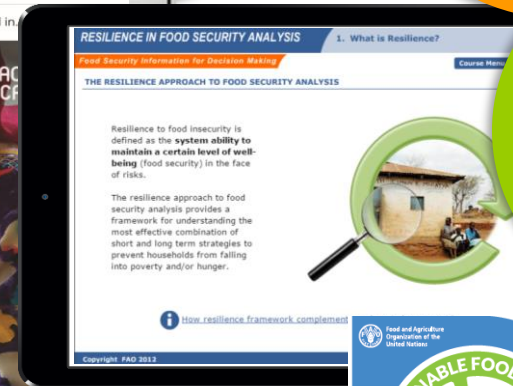 d in.
RESILIENCE IN FOOD SECURITY ANALYSIS
1. What is Resilience?
Food Security Information for Decision Making
Course Menu
THE RESILIENCE APPROACH TO FOOD SECURITY ANALYSIS
Resilience to food insecurity is
defined as the system ability to
maintain a certain level of well-
being (food security) in the face
of risks.
The resilience approach to food
security analysis provides a
framework for understanding the
most effective combination of
short and long term strategies to
prevent households from falling
into poverty and/or hunger.
i How resilience framework complement
Copyright FAO 2012
Food and Agriculture
Organization of the
United Nations
ABLE FOO